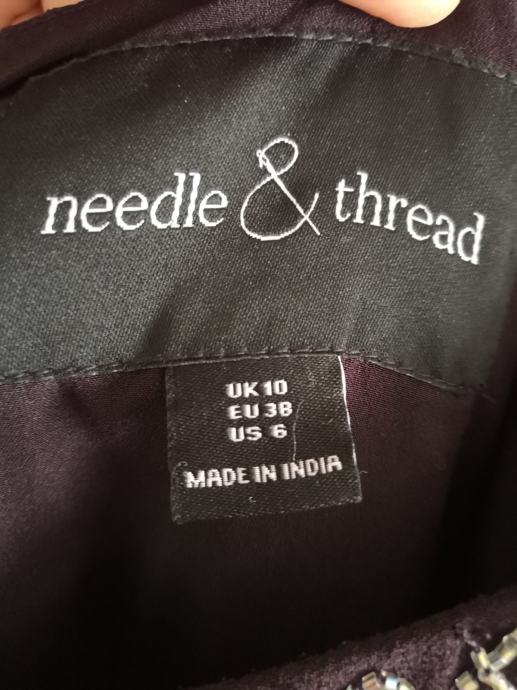 needle & thread
UK 10
EU 38
US 6
MADE IN INDIA